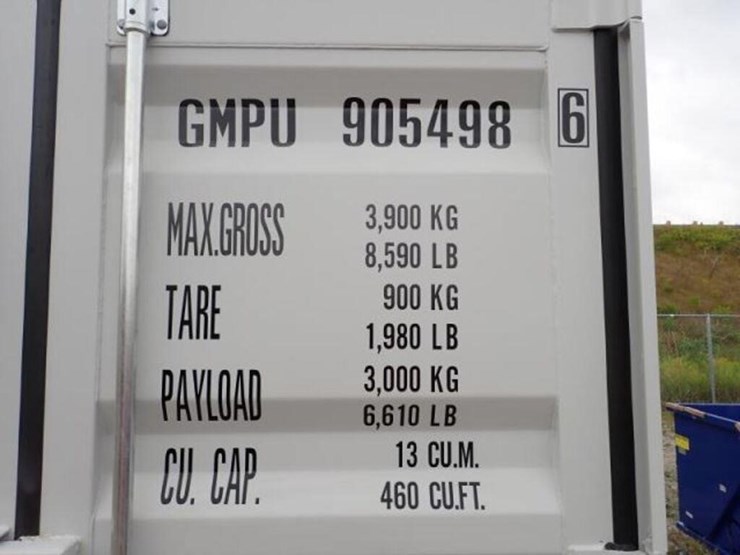 GMPU 905498 6
MAX.GROSS 3,900 KG
8,590 LB
TARE 900 KG
1,980 LB
PAYLOAD 3,000 KG
6,610 LB
CU. CAP. 13 CU.M.
460 CU.FT.